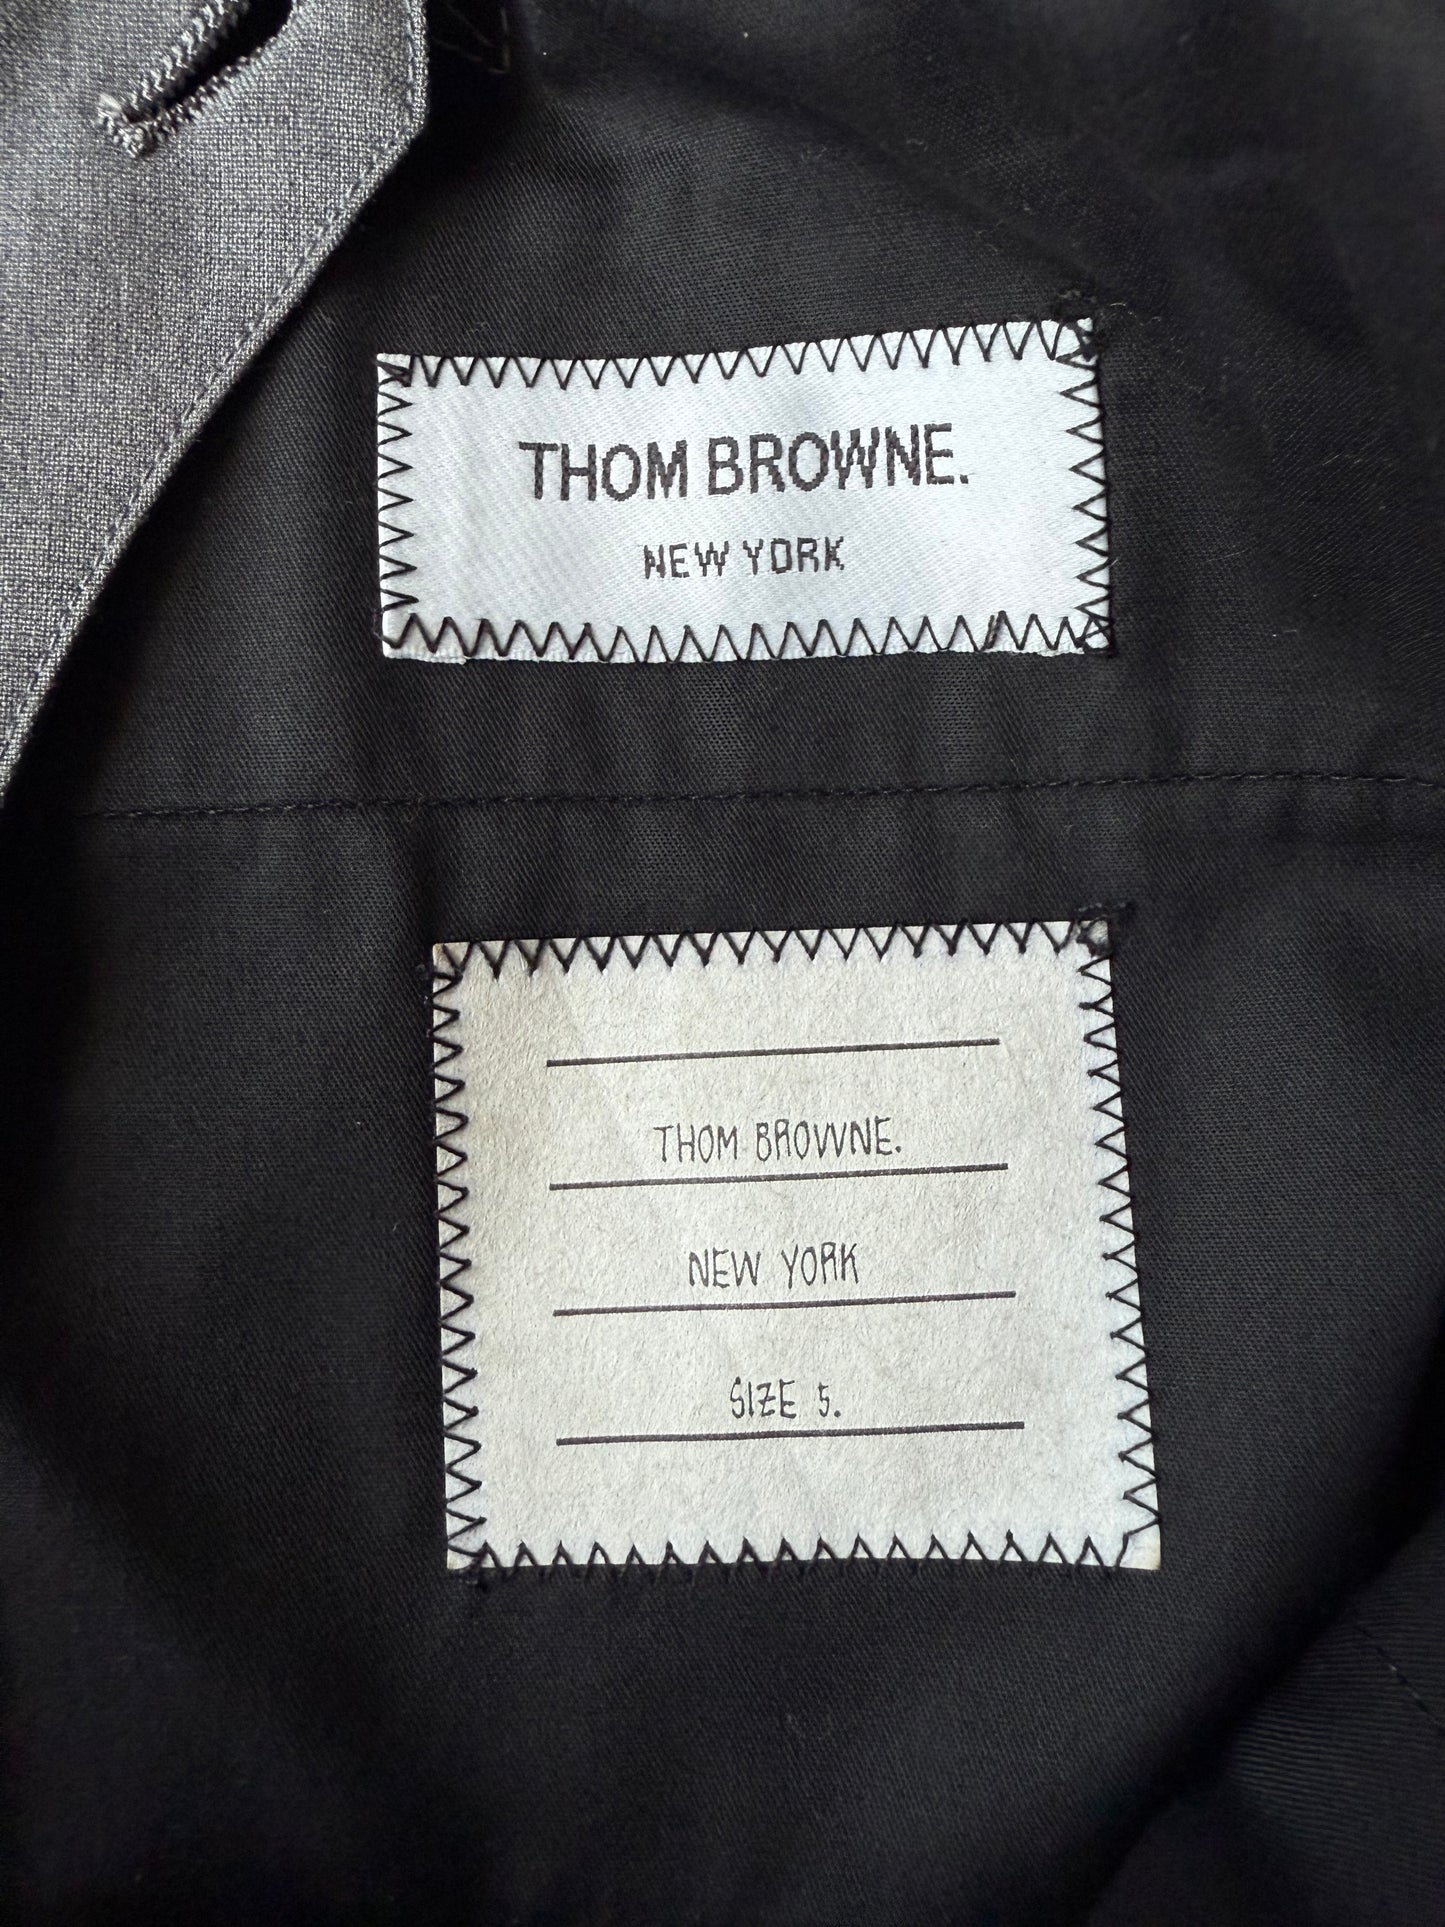 THOM BROWNE.
NEW YORK
THOM BROWNE.
NEW YORK
SIZE 5.